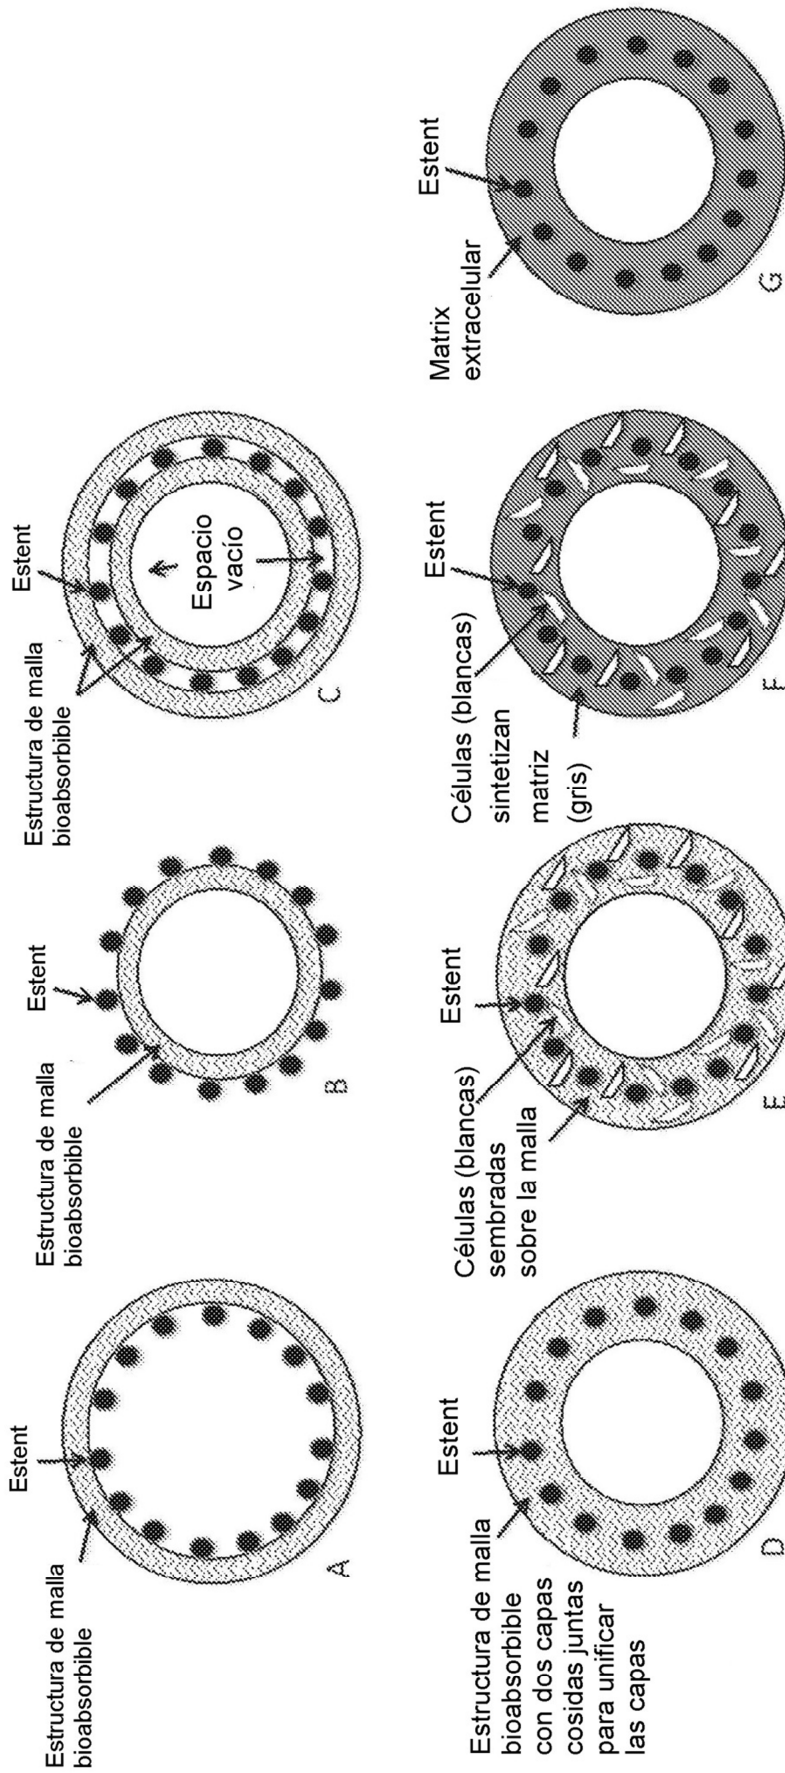 Estructura de malla
bioabsorbible
Estent
A
Estructura de malla
bioabsorbible
Estent
B
Estructura de malla
bioabsorbible
Estent
Espacio
vacío
C
Estructura de malla
bioabsorbible
con dos capas
cosidas juntas
para unificar
las capas
Estent
D
Células (blancas)
sembradas
sobre la malla
Estent
E
Células (blancas)
sintetizan
matriz
(gris)
Estent
F
Matrix
extracelular
Estent
G